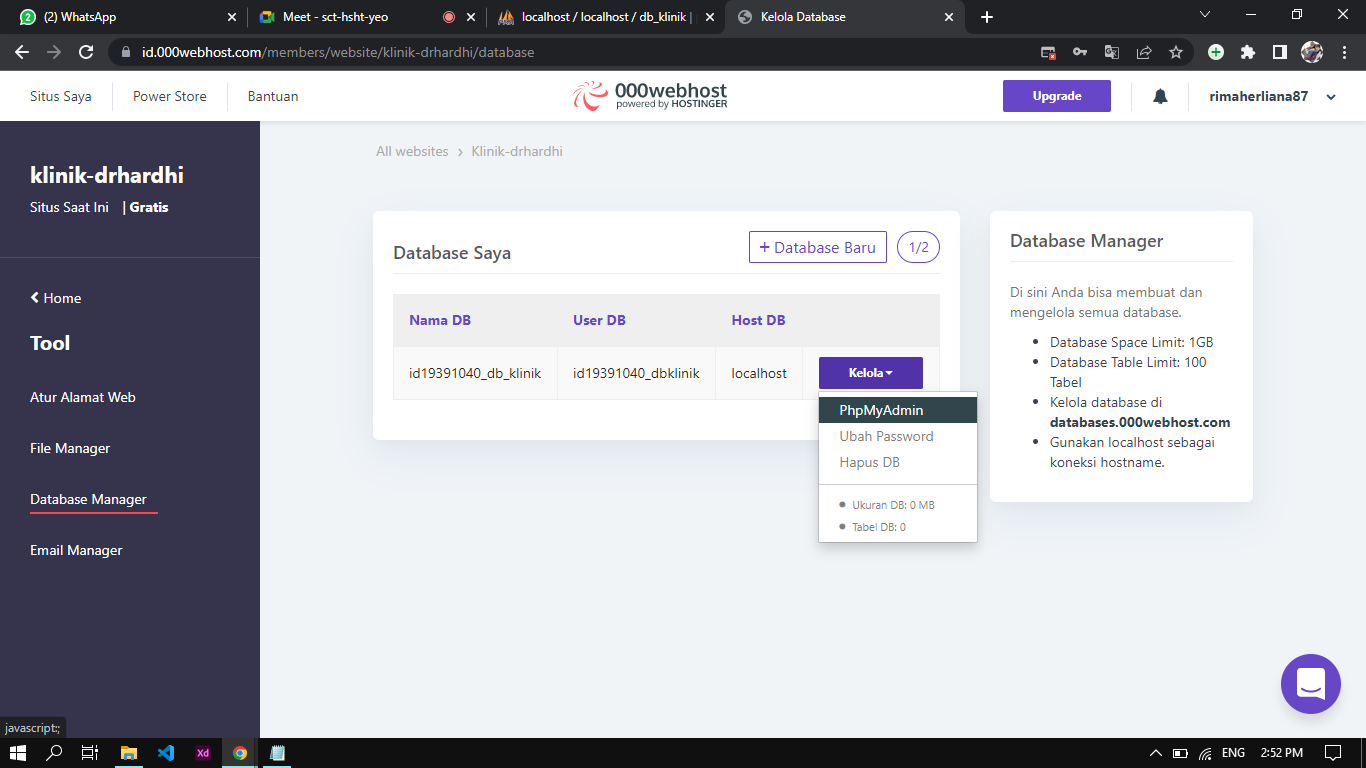 (2) WhatsApp
Meet - sct-hsht-yeo
localhost / localhost / db_klinik |
Kelola Database
id.000webhost.com/members/website/klinik-drhardhi/database
Situs Saya
Power Store
Bantuan
000webhost
powered by HOSTINGER
Upgrade
rimaherliana87
klinik-drhardhi
Situs Saat Ini | Gratis
Home
Tool
Atur Alamat Web
File Manager
Database Manager
Email Manager
All websites › Klinik-drhardhi
Database Saya
+ Database Baru
1/2
Nama DB User DB Host DB
id19391040_db_klinik id19391040_dbklinik localhost
Kelola
PhpMyAdmin
Ubah Password
Hapus DB
Ukuran DB: 0 MB
Tabel DB: 0
Database Manager
Di sini Anda bisa membuat dan
mengelola semua database.
Database Space Limit: 1GB
Database Table Limit: 100
Tabel
Kelola database di
databases.000webhost.com
Gunakan localhost sebagai
koneksi hostname.
javascript:;
Xd
ENG
2:52 PM